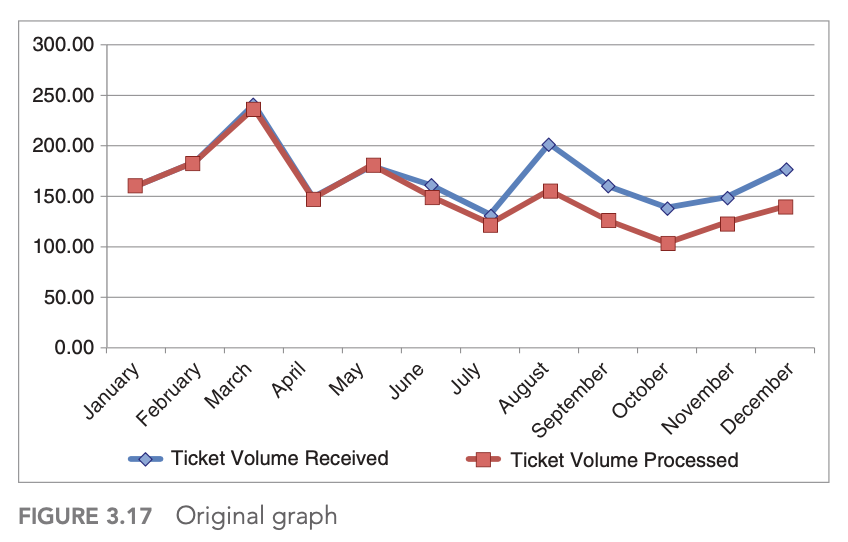 300.00
250.00
200.00
150.00
100.00
50.00
0.00
January
February
March
April
May
June
July
August
September
October
November
December
Ticket Volume Received
Ticket Volume Processed
FIGURE 3.17 Original graph